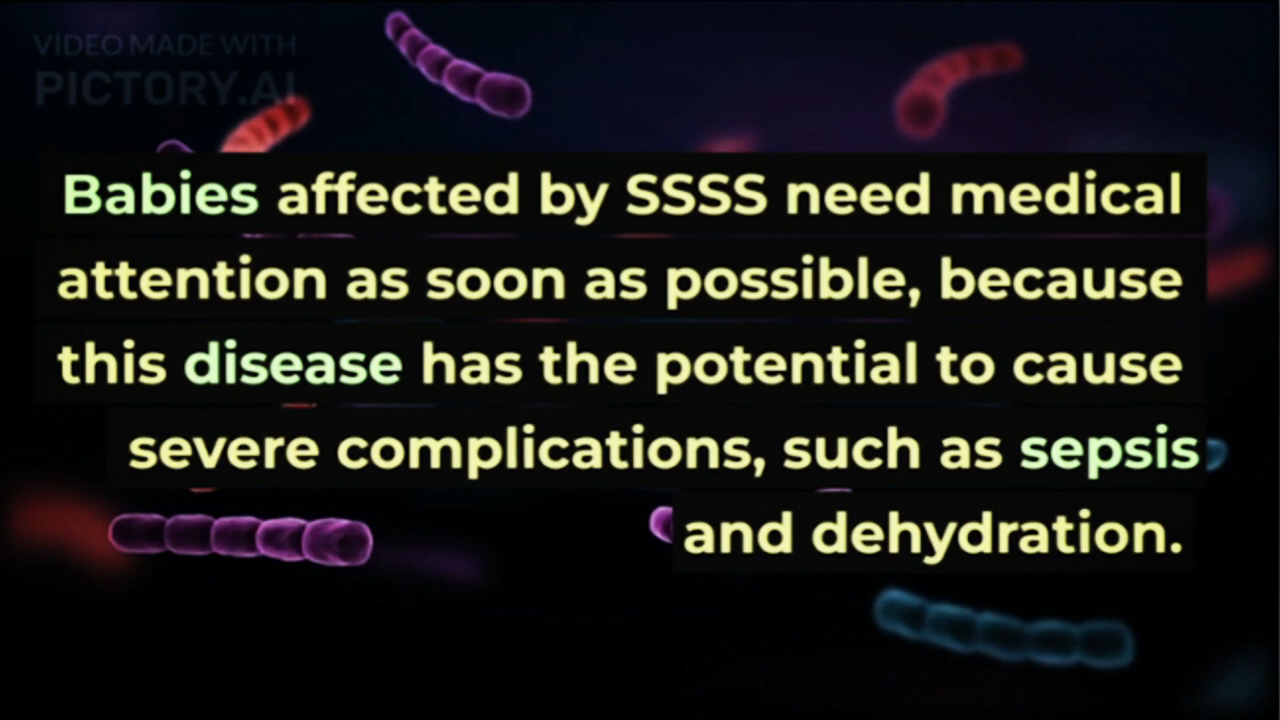 VIDEO MADE WITH
PICTORY.AI
Babies affected by SSSS need medical
attention as soon as possible, because
this disease has the potential to cause
severe complications, such as sepsis
and dehydration.